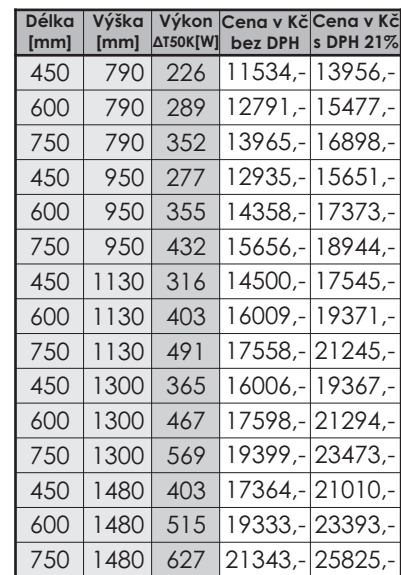 Délka Výška Výkon Cena v Kč Cena v Kč
[mm] [mm] ΔT50K[W] bez DPH s DPH 21%
450 790 226 11534,- 13956,-
600 790 289 12791,- 15477,-
750 790 352 13965,- 16898,-
450 950 277 12935,- 15651,-
600 950 355 14358,- 17373,-
750 950 432 15656,- 18944,-
450 1130 316 14500,- 17545,-
600 1130 403 16009,- 19371,-
750 1130 491 17558,- 21245,-
450 1300 365 16006,- 19367,-
600 1300 467 17598,- 21294,-
750 1300 569 19399,- 23473,-
450 1480 403 17364,- 21010,-
600 1480 515 19333,- 23393,-
750 1480 627 21343,- 25825,-